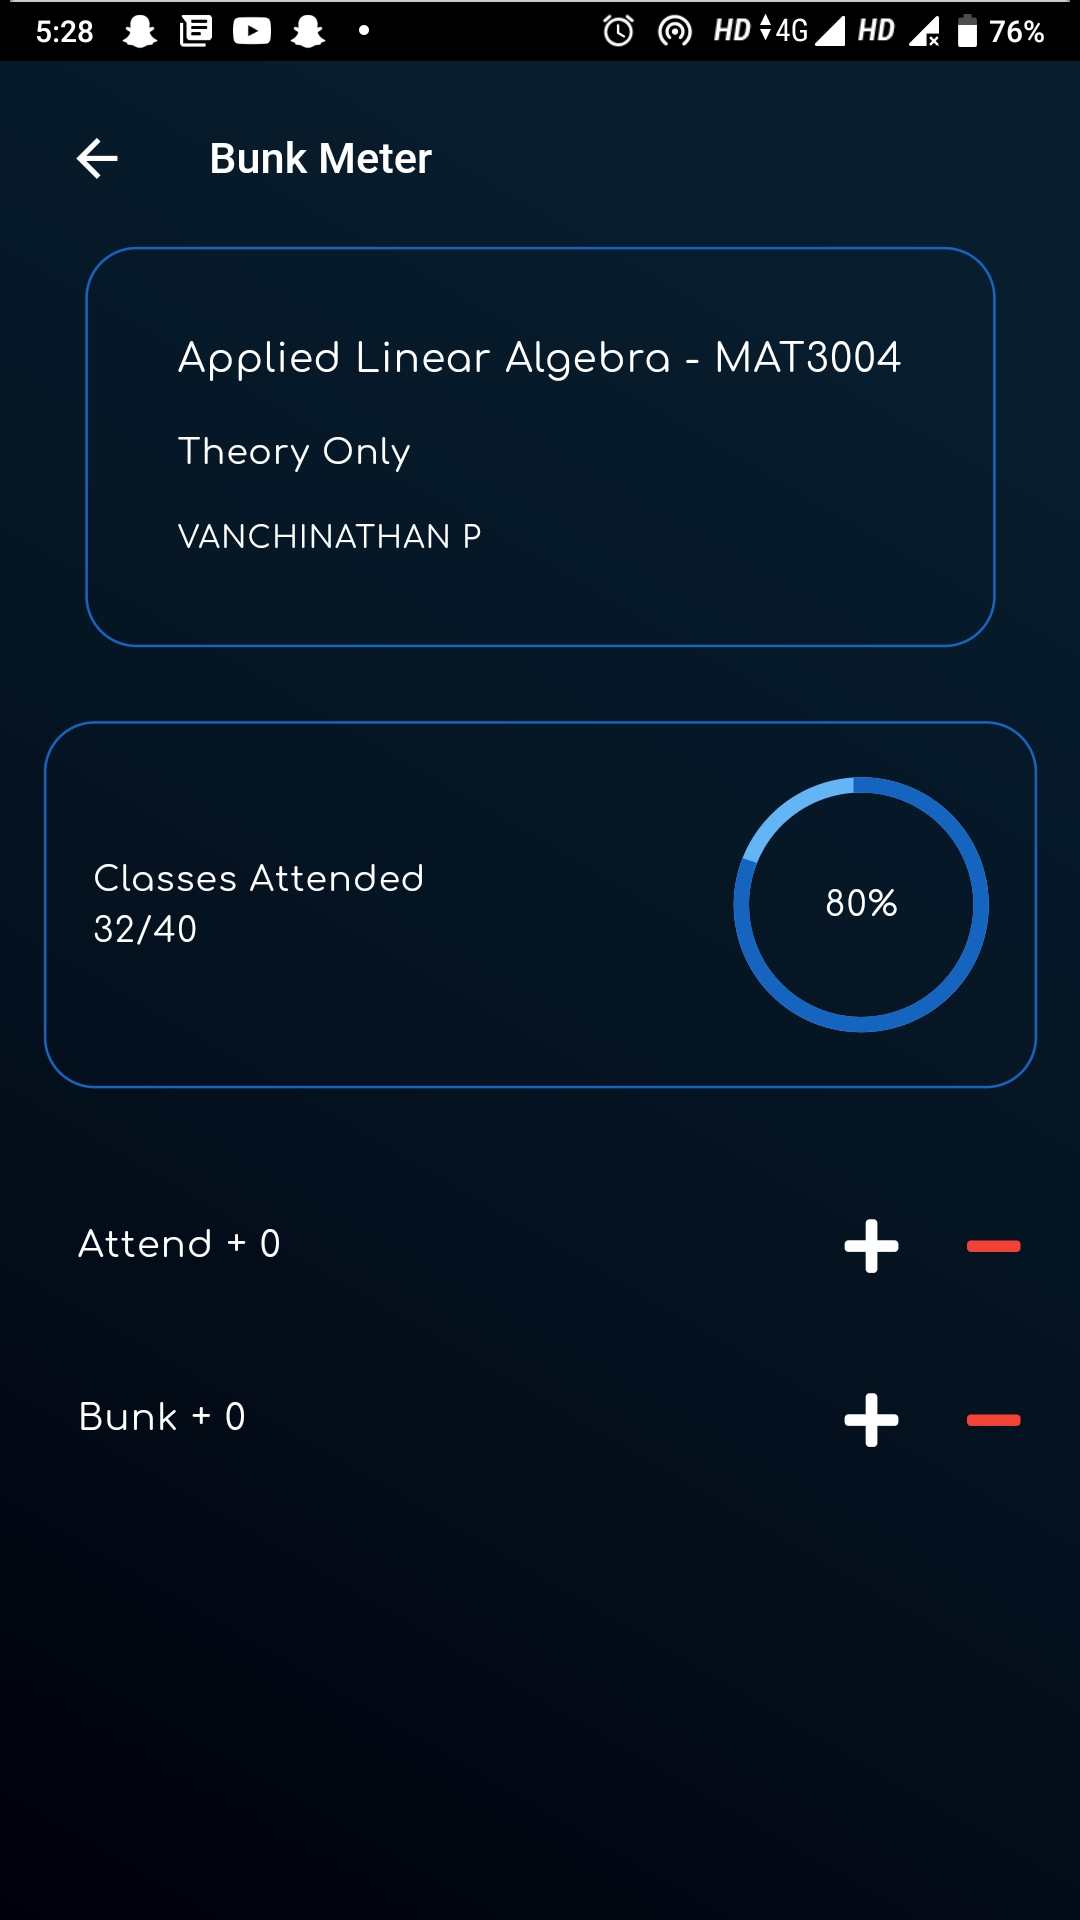 5:28 HD 4G HD 76%
Bunk Meter
Applied Linear Algebra - MAT3004
Theory Only
VANCHINATHAN P
Classes Attended
32/40
80%
Attend + 0
Bunk + 0